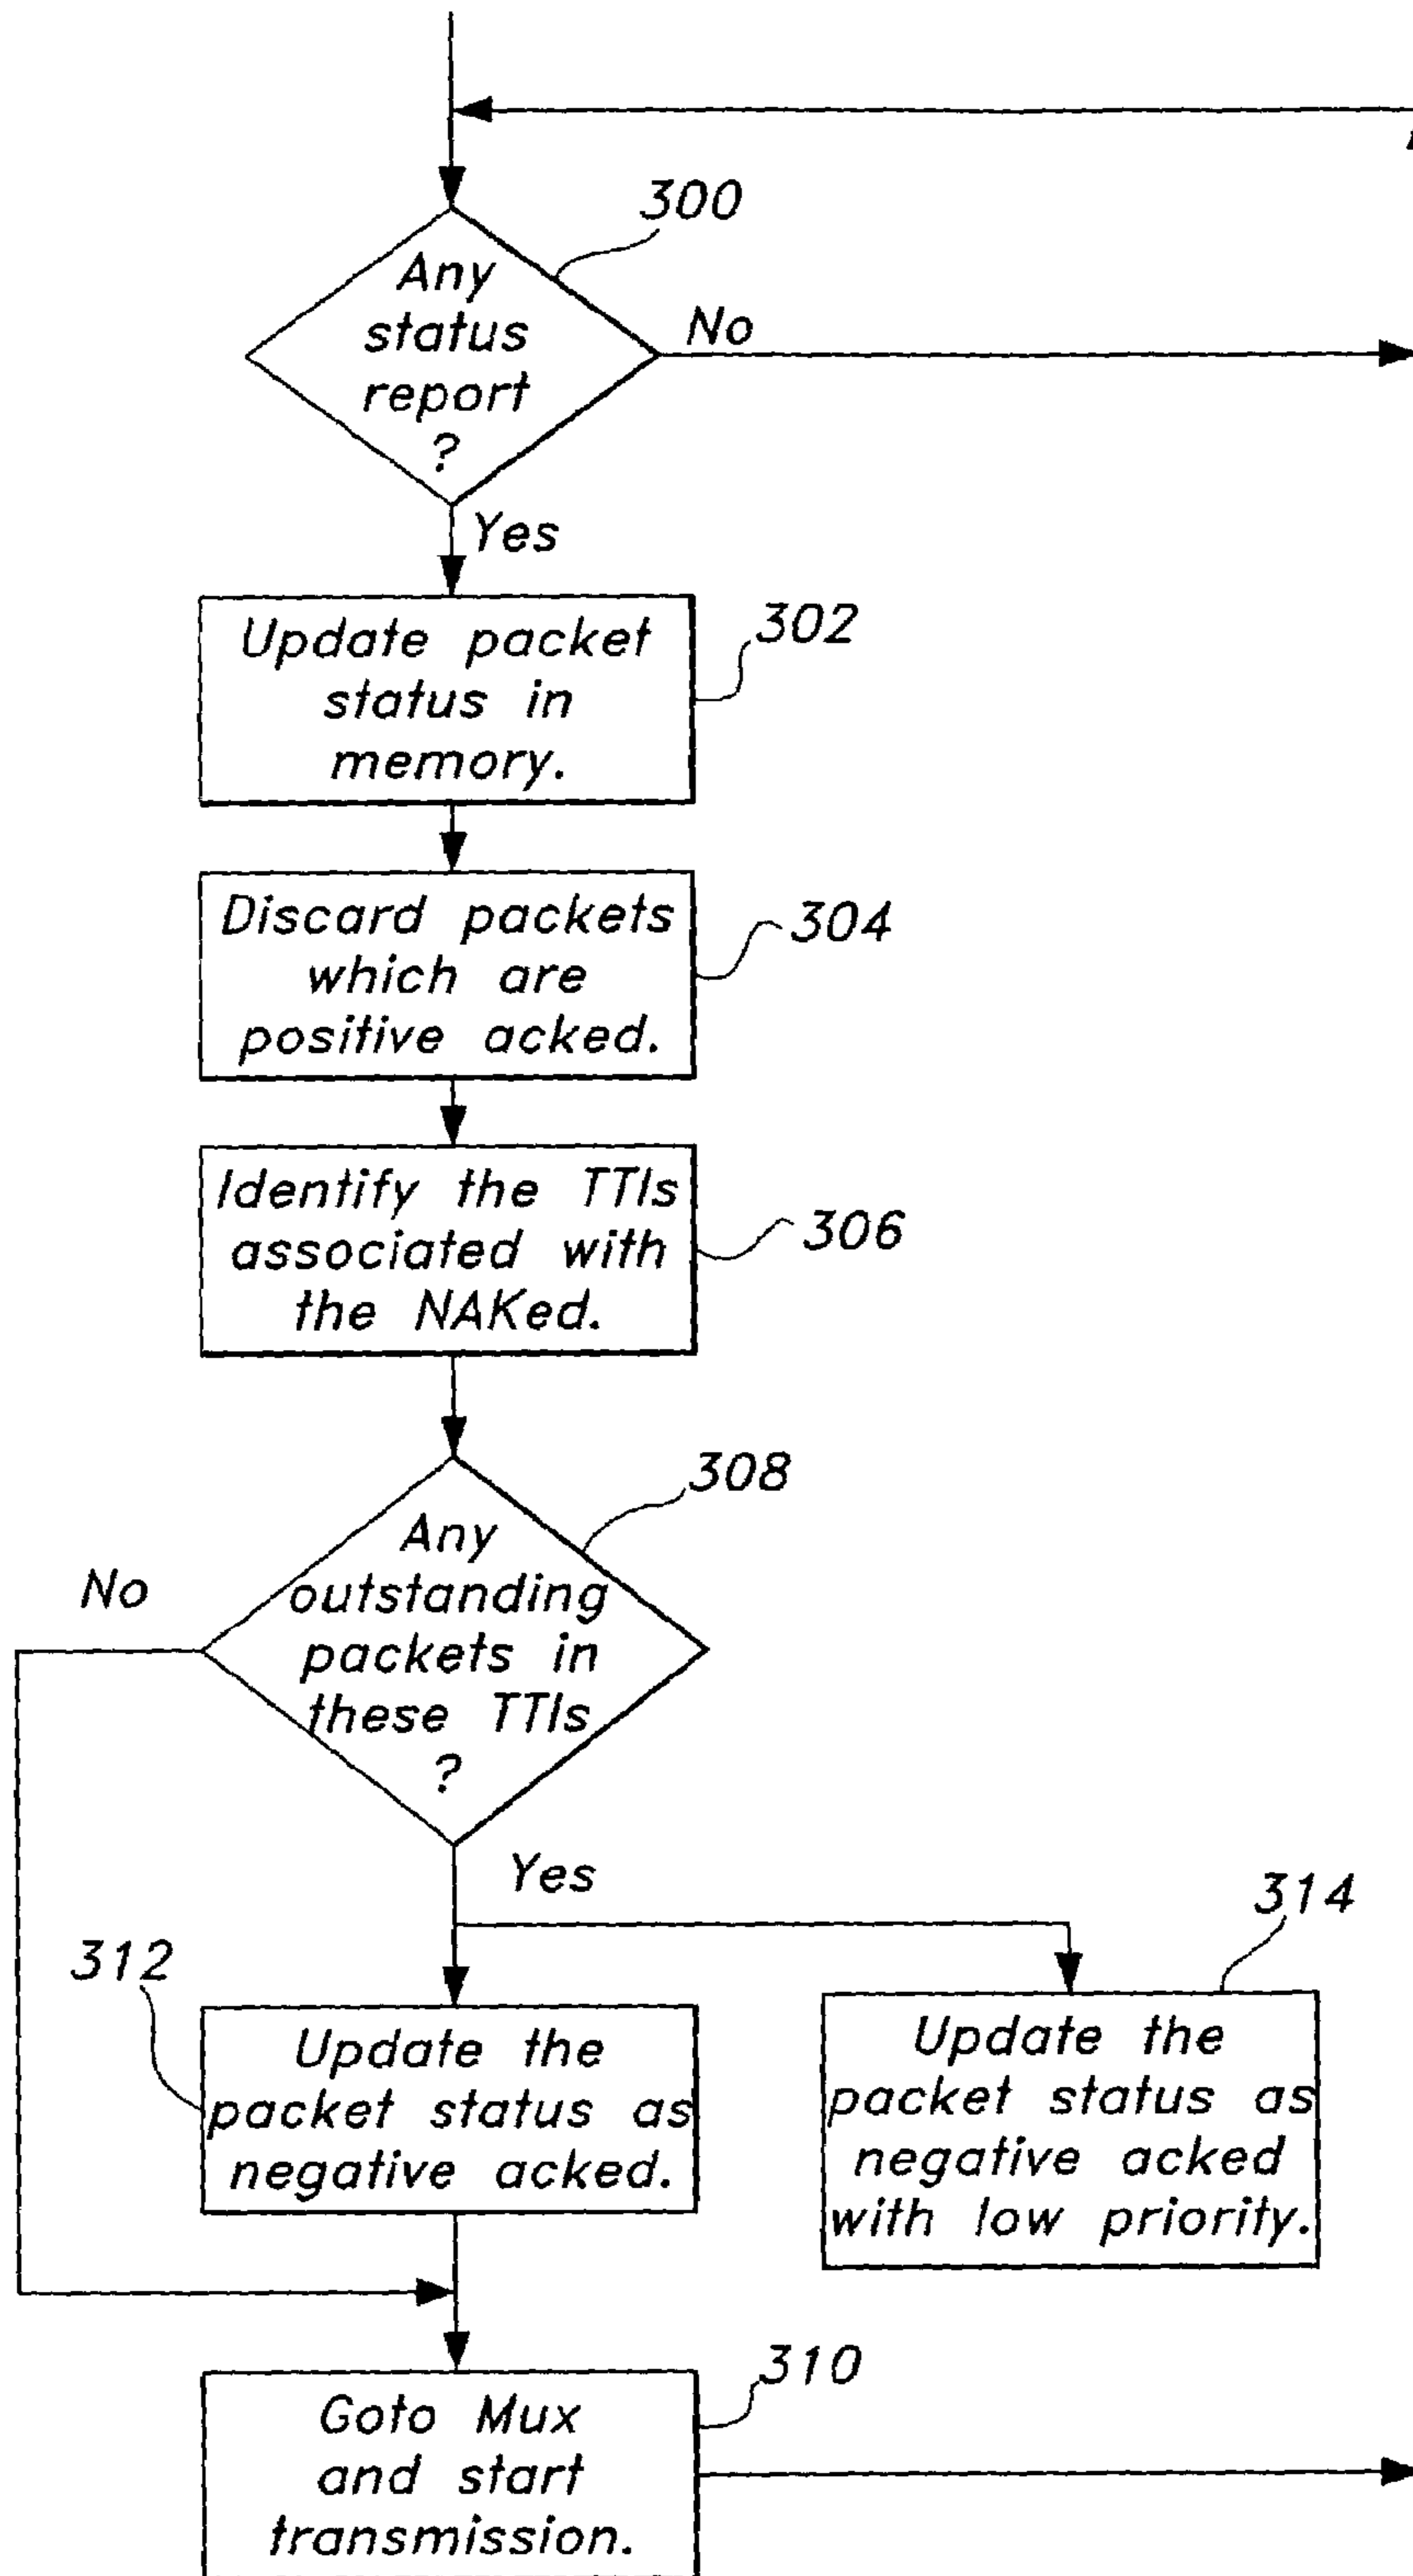 300
Any
status
report
?
No
Yes
Update packet
status in
memory.
302
Discard packets
which are
positive acked.
304
Identify the TTIs
associated with
the NAKed.
306
308
Any
outstanding
packets in
these TTIs
?
No
Yes
314
312
Update the
packet status as
negative acked.
Update the
packet status as
negative acked
with low priority.
310
Goto Mux
and start
transmission.